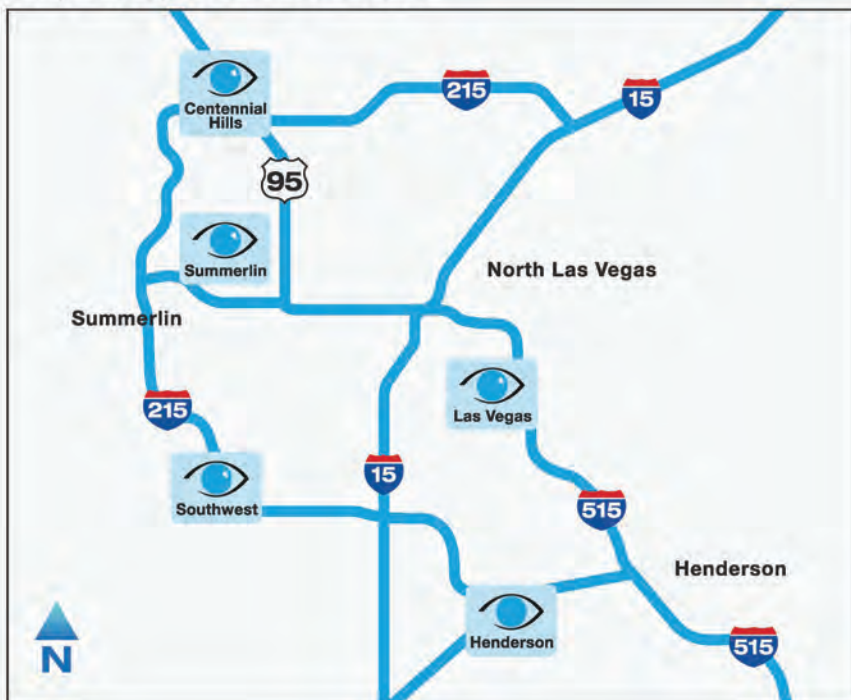 Centennial
Hills
215
15
95
Summerlin
North Las Vegas
Summerlin
Las Vegas
215
15
Southwest
515
Henderson
Henderson
515
N